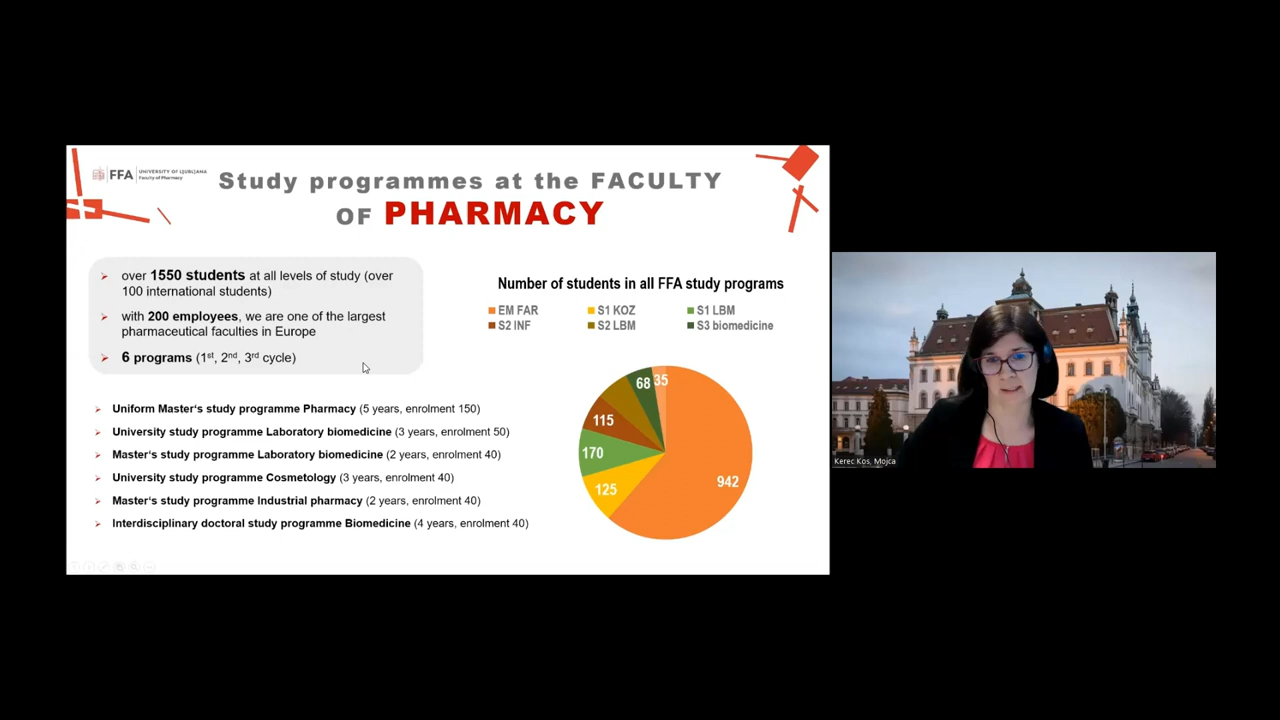 FFA
UNIVERSITY OF LJUBLJANA
Faculty of Pharmacy
Study programmes at the FACULTY
OF PHARMACY
over 1550 students at all levels of study (over
100 international students)
with 200 employees, we are one of the largest
pharmaceutical faculties in Europe
6 programs (1st, 2nd, 3rd cycle)
Uniform Master's study programme Pharmacy (5 years, enrolment 150)
University study programme Laboratory biomedicine (3 years, enrolment 50)
Master's study programme Laboratory biomedicine (2 years, enrolment 40)
University study programme Cosmetology (3 years, enrolment 40)
Master's study programme Industrial pharmacy (2 years, enrolment 40)
Interdisciplinary doctoral study programme Biomedicine (4 years, enrolment 40)
Number of students in all FFA study programs
EM FAR S1 KOZ S1 LBM
S2 INF S2 LBM S3 biomedicine
68 35
115
170
125
942
Kerec Kos, Mojca